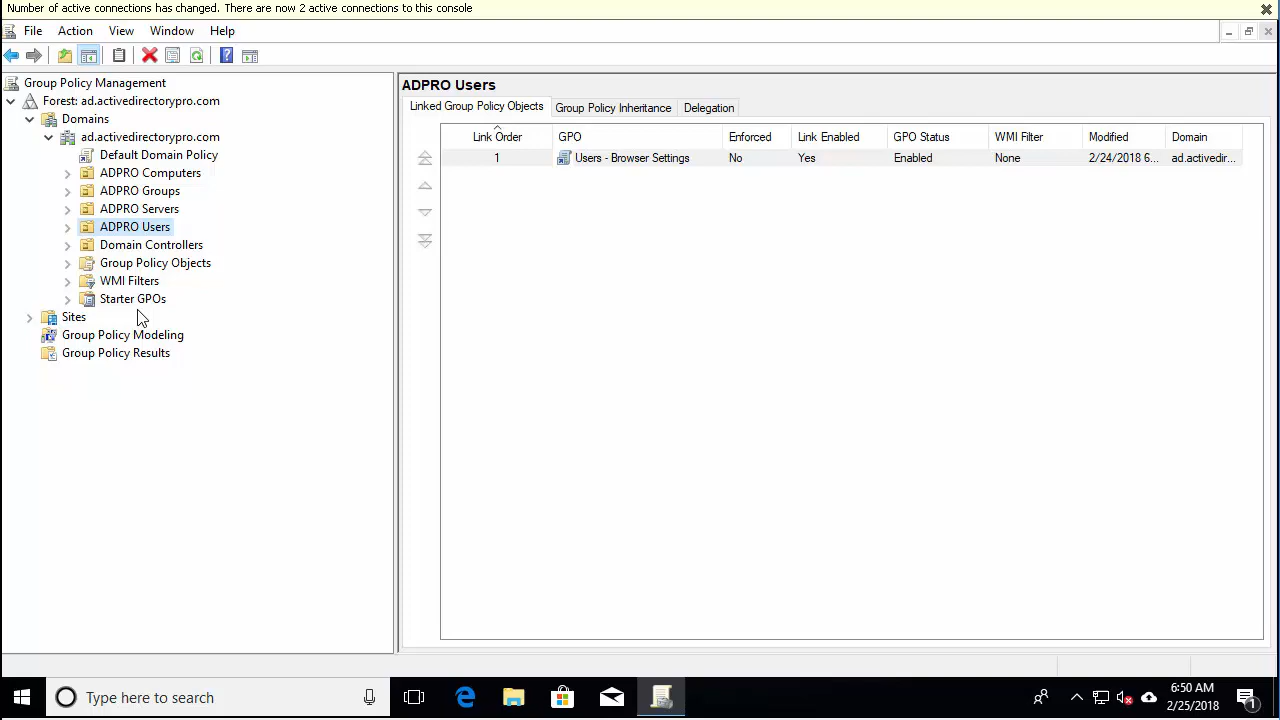 Number of active connections has changed. There are now 2 active connections to this console
File Action View Window Help
Group Policy Management
Forest: ad.activedirectorypro.com
Domains
ad.activedirectorypro.com
Default Domain Policy
ADPRO Computers
ADPRO Groups
ADPRO Servers
ADPRO Users
Domain Controllers
Group Policy Objects
WMI Filters
Starter GPOs
Sites
Group Policy Modeling
Group Policy Results
ADPRO Users
Linked Group Policy Objects Group Policy Inheritance Delegation
Link Order GPO Enforced Link Enabled GPO Status WMI Filter Modified Domain
1 Users - Browser Settings No Yes Enabled None 2/24/2018 6... ad.activedir...
Type here to search
6:50 AM
2/25/2018
1